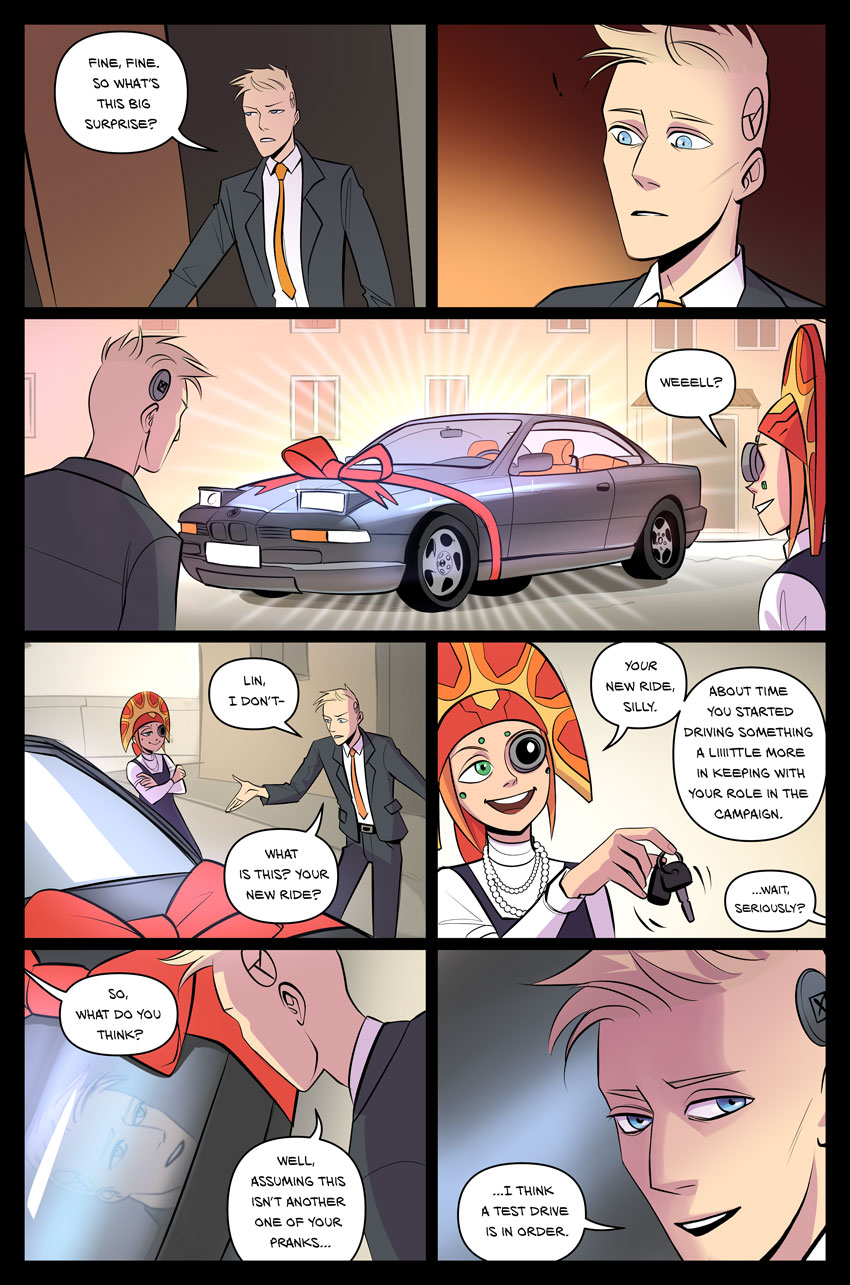 FINE, FINE.
SO WHAT'S
THIS BIG
SURPRISE?
WEEELL?
LIN,
I DON'T-
WHAT
IS THIS? YOUR
NEW RIDE?
YOUR
NEW RIDE,
SILLY.
ABOUT TIME
YOU STARTED
DRIVING SOMETHING
A LIIITTLE MORE
IN KEEPING WITH
YOUR ROLE IN THE
CAMPAIGN.
...WAIT,
SERIOUSLY?
SO,
WHAT DO YOU
THINK?
WELL,
ASSUMING THIS
ISN'T ANOTHER
ONE OF YOUR
PRANKS...
...I THINK
A TEST DRIVE
IS IN ORDER.